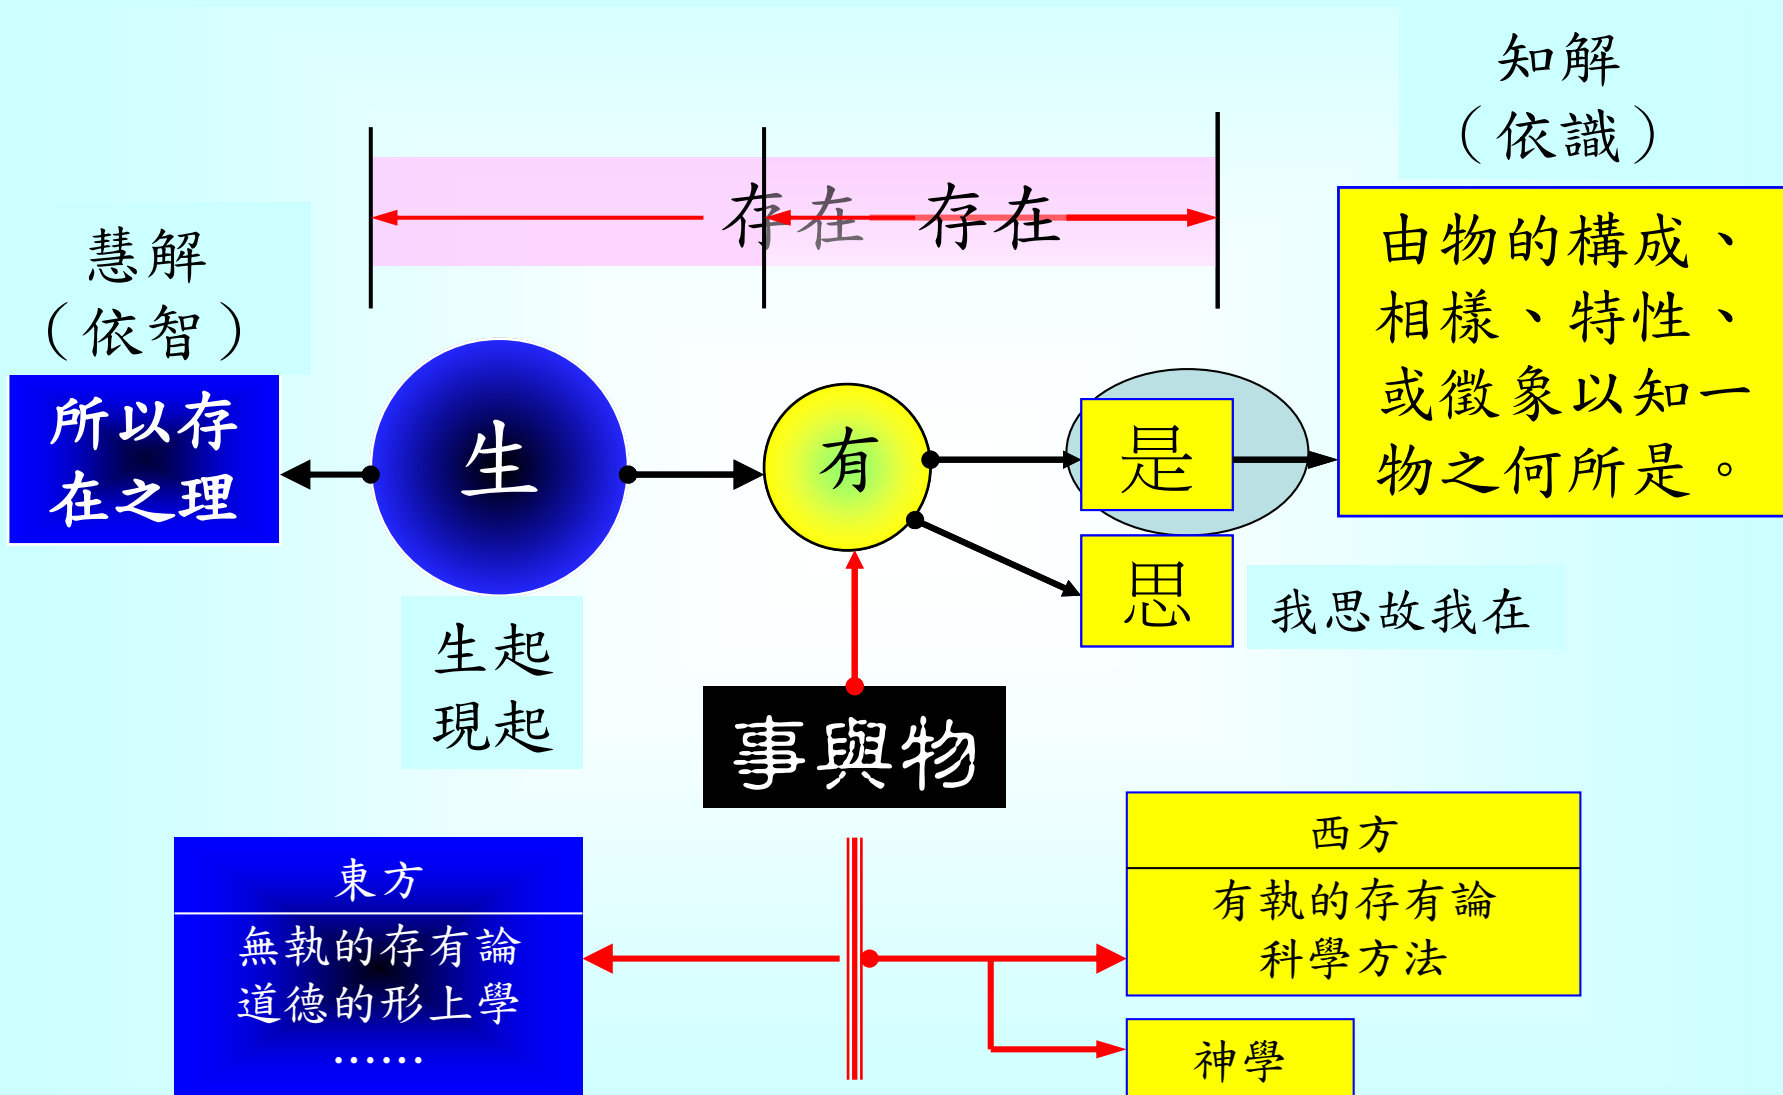 知解
（依識）
存在
存在
慧解
（依智）
由物的構成、
相樣、特性、
或徵象以知一
物之何所是。
所以存
在之理
生
有
是
思
我思故我在
生起
現起
事與物
東方
無執的存有論
道德的形上學
……
西方
有執的存有論
科學方法
神學